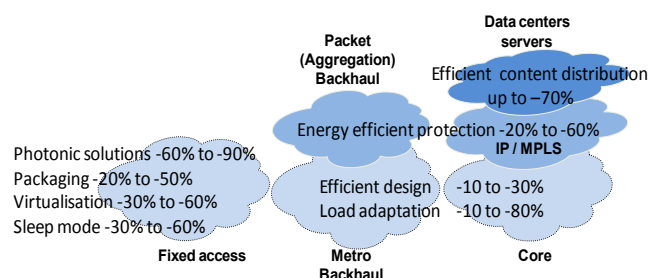 Data centers
servers
Packet
(Aggregation)
Backhaul
Efficient content distribution
up to –70%
Energy efficient protection -20% to -60%
IP / MPLS
Photonic solutions -60% to -90%
Packaging -20% to -50%
Virtualisation -30% to -60%
Sleep mode -30% to -60%
Efficient design -10 to -30%
Load adaptation -10 to -80%
Fixed access
Metro
Backhaul
Core